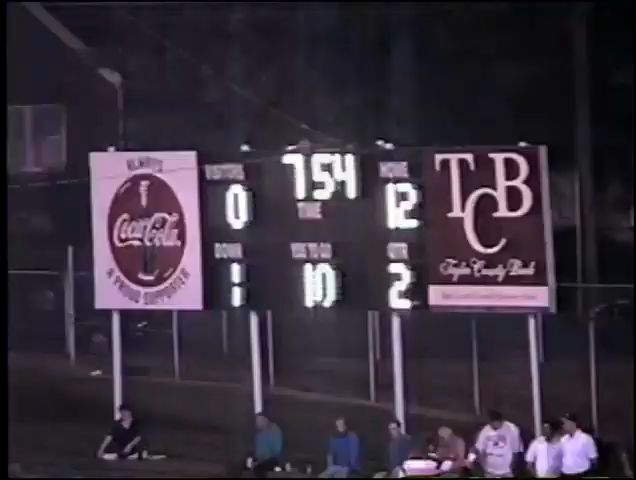 ALWAYS
Coca-Cola
A PROUD SUPPORTER
VISITORS
0
7 54
TIME
HOME
12
DOWN
1
YDS TO GO
10
QTR
2
TCB
Taylor County Bank